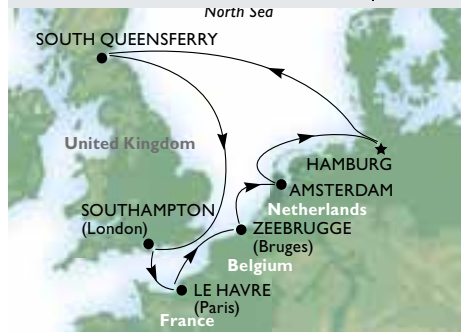 North Sea
SOUTH QUEENSFERRY
United Kingdom
HAMBURG
AMSTERDAM
Netherlands
SOUTHAMPTON
(London)
ZEEBRUGGE
(Bruges)
Belgium
LE HAVRE
(Paris)
France